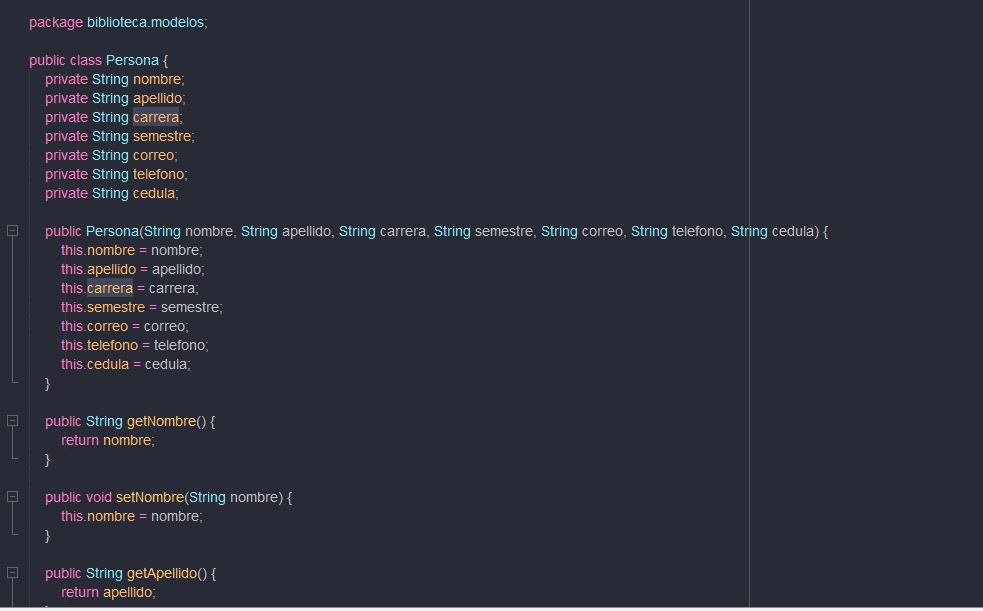 package biblioteca.modelos;
public class Persona {
private String nombre;
private String apellido;
private String carrera;
private String semestre;
private String correo;
private String telefono;
private String cedula;
public Persona(String nombre, String apellido, String carrera, String semestre, String correo, String telefono, String cedula) {
this.nombre = nombre;
this.apellido = apellido;
this.carrera = carrera;
this.semestre = semestre;
this.correo = correo;
this.telefono = telefono;
this.cedula = cedula;
}
public String getNombre() {
return nombre;
}
public void setNombre(String nombre) {
this.nombre = nombre;
}
public String getApellido() {
return apellido;